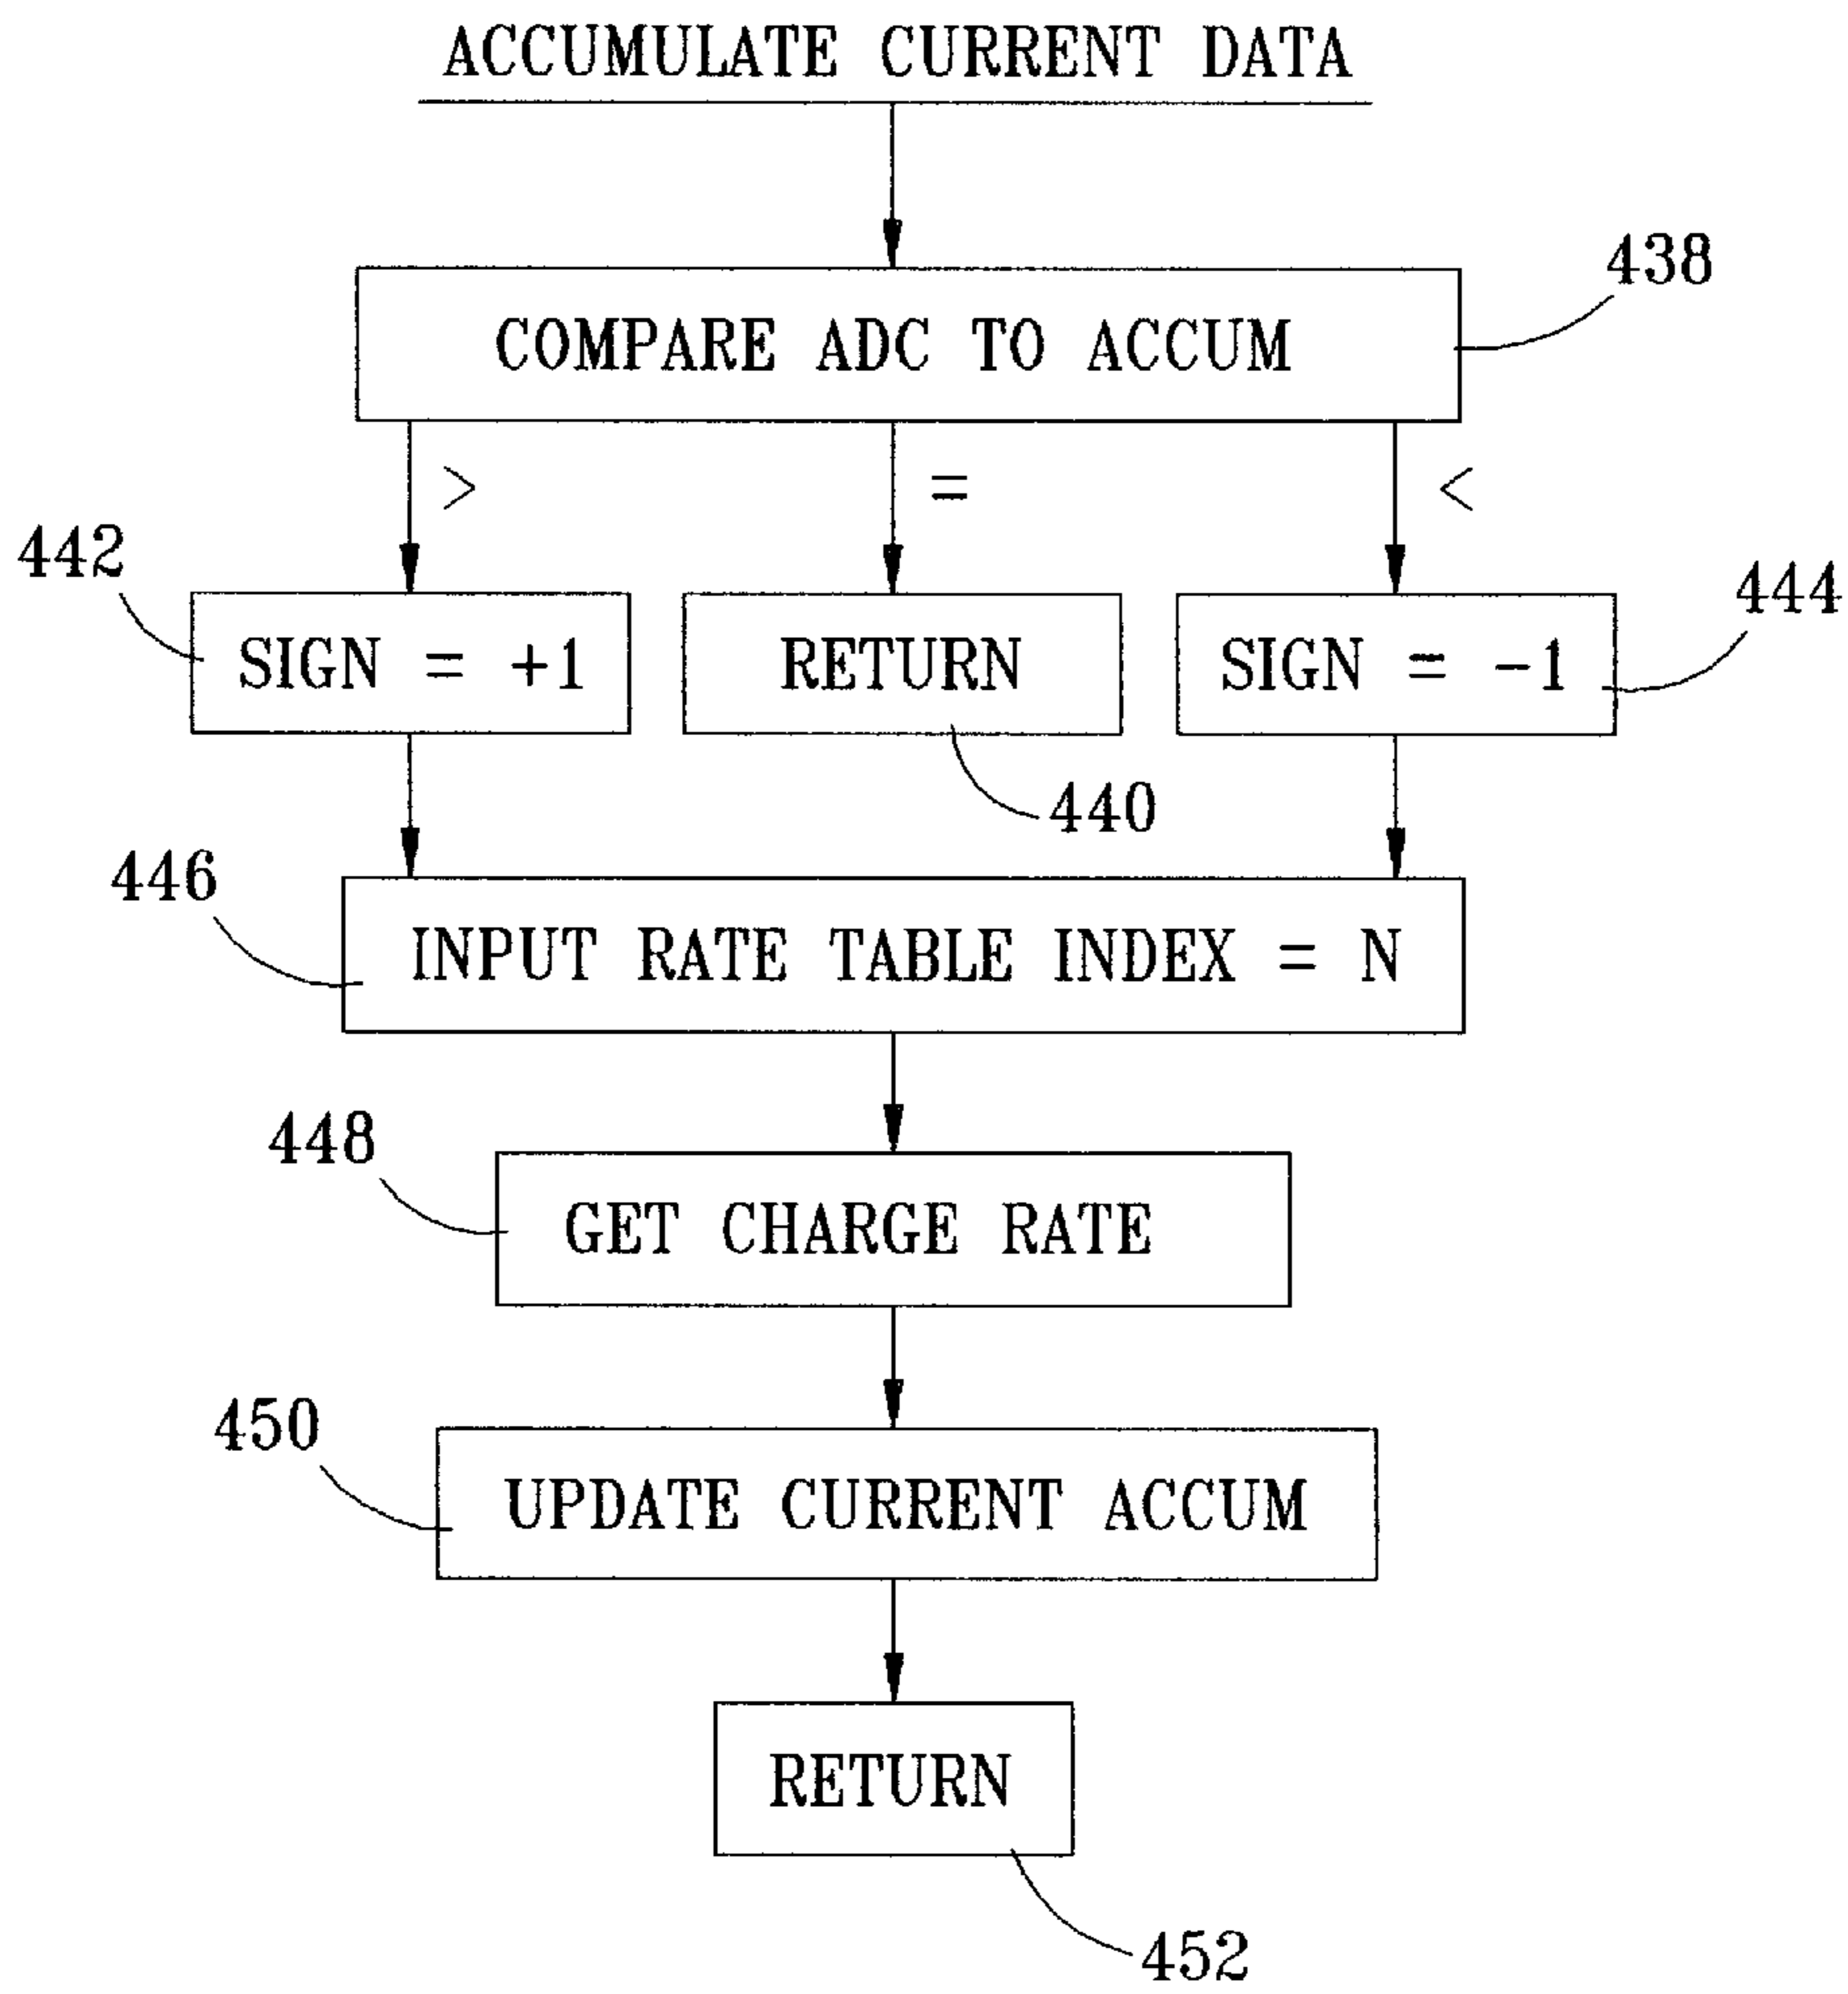 ACCUMULATE CURRENT DATA
438
COMPARE ADC TO ACCUM
> = <
442
444
SIGN = +1
RETURN
SIGN = -1
440
446
INPUT RATE TABLE INDEX = N
448
GET CHARGE RATE
450
UPDATE CURRENT ACCUM
RETURN
452